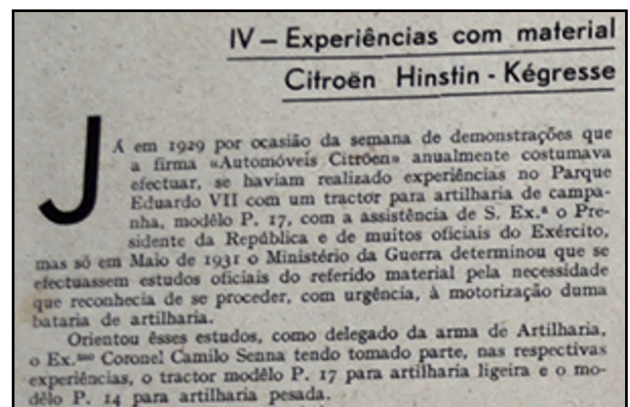 IV – Experiências com material
Citroën Hinstin - Kégresse
JÁ em 1929 por ocasião da semana de demonstrações que
a firma «Automóveis Citröen» anualmente costumava
efectuar, se haviam realizado experiências no Parque
Eduardo VII com um tractor para artilharia de campa-
nha, modêlo P. 17, com a assistência de S. Ex.ª o Pre-
sidente da República e de muitos oficiais do Exército,
mas só em Maio de 1931 o Ministério da Guerra determinou que se
efectuassem estudos oficiais do referido material pela necessidade
que reconhecia de se proceder, com urgência, à motorização duma
bataria de artilharia.
Orientou êsses estudos, como delegado da arma de Artilharia,
o Ex.mo Coronel Camilo Senna tendo tomado parte, nas respectivas
experiências, o tractor modêlo P. 17 para artilharia ligeira e o mo-
dêlo P. 14 para artilharia pesada.